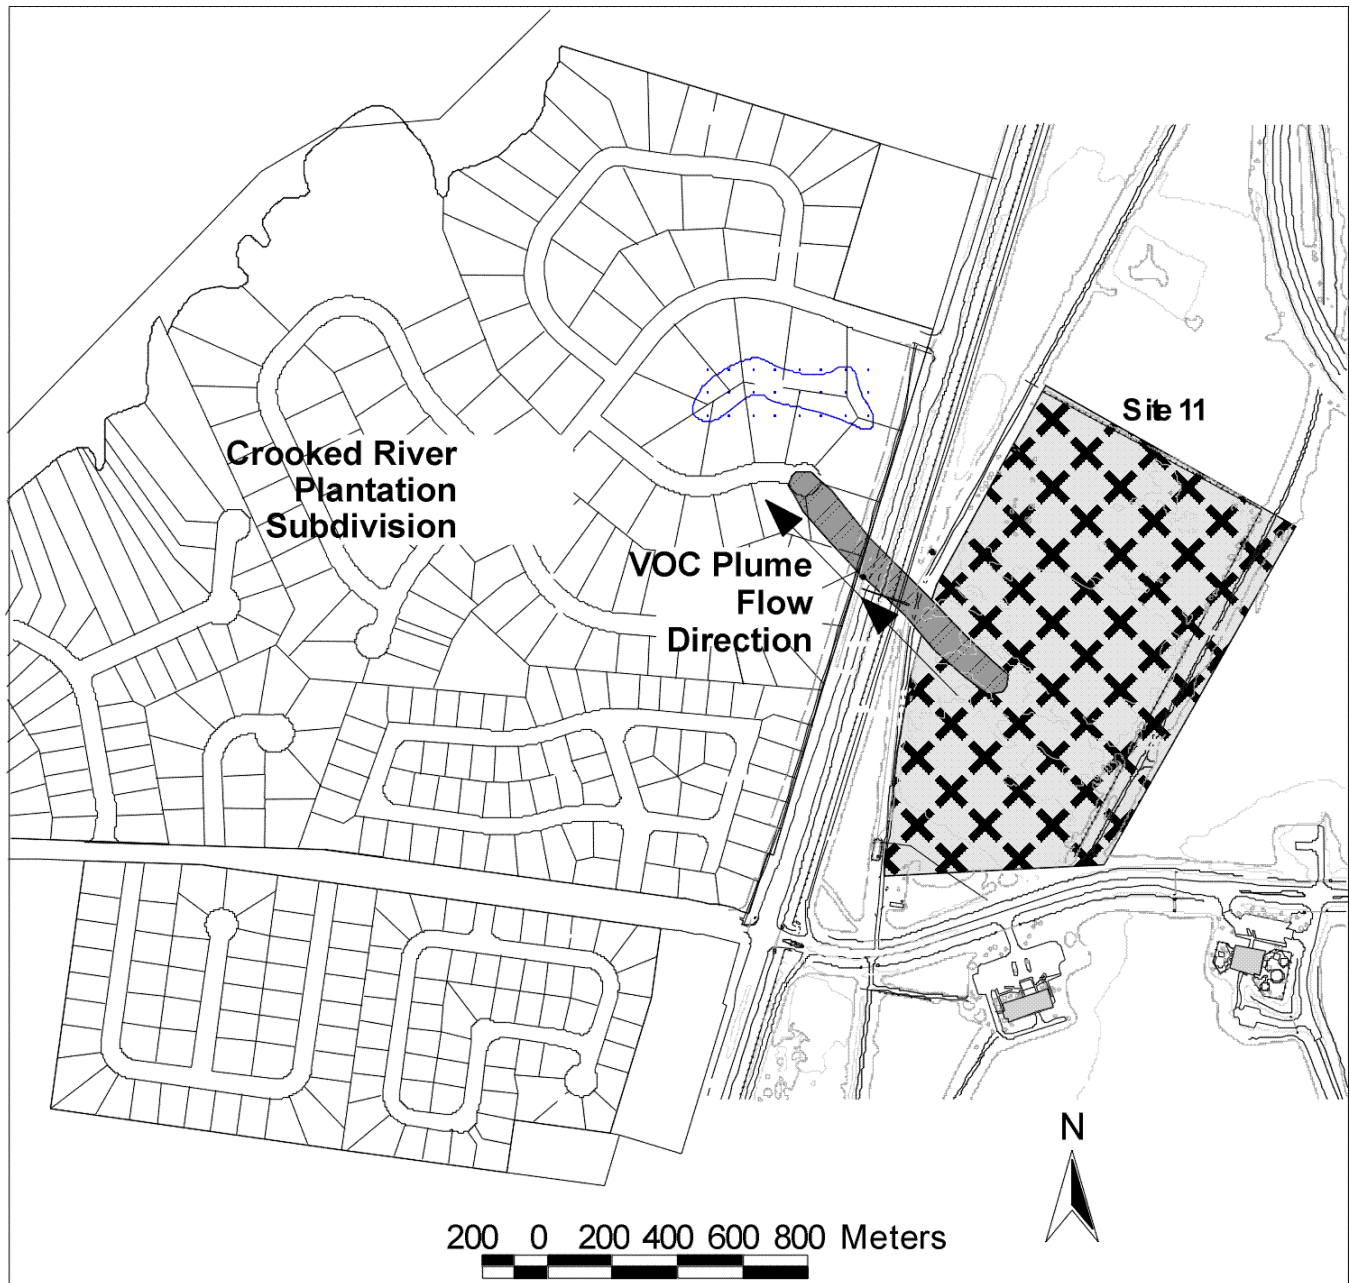 Site 11
Crooked River
Plantation
Subdivision
VOC Plume
Flow
Direction
N
200 0 200 400 600 800 Meters